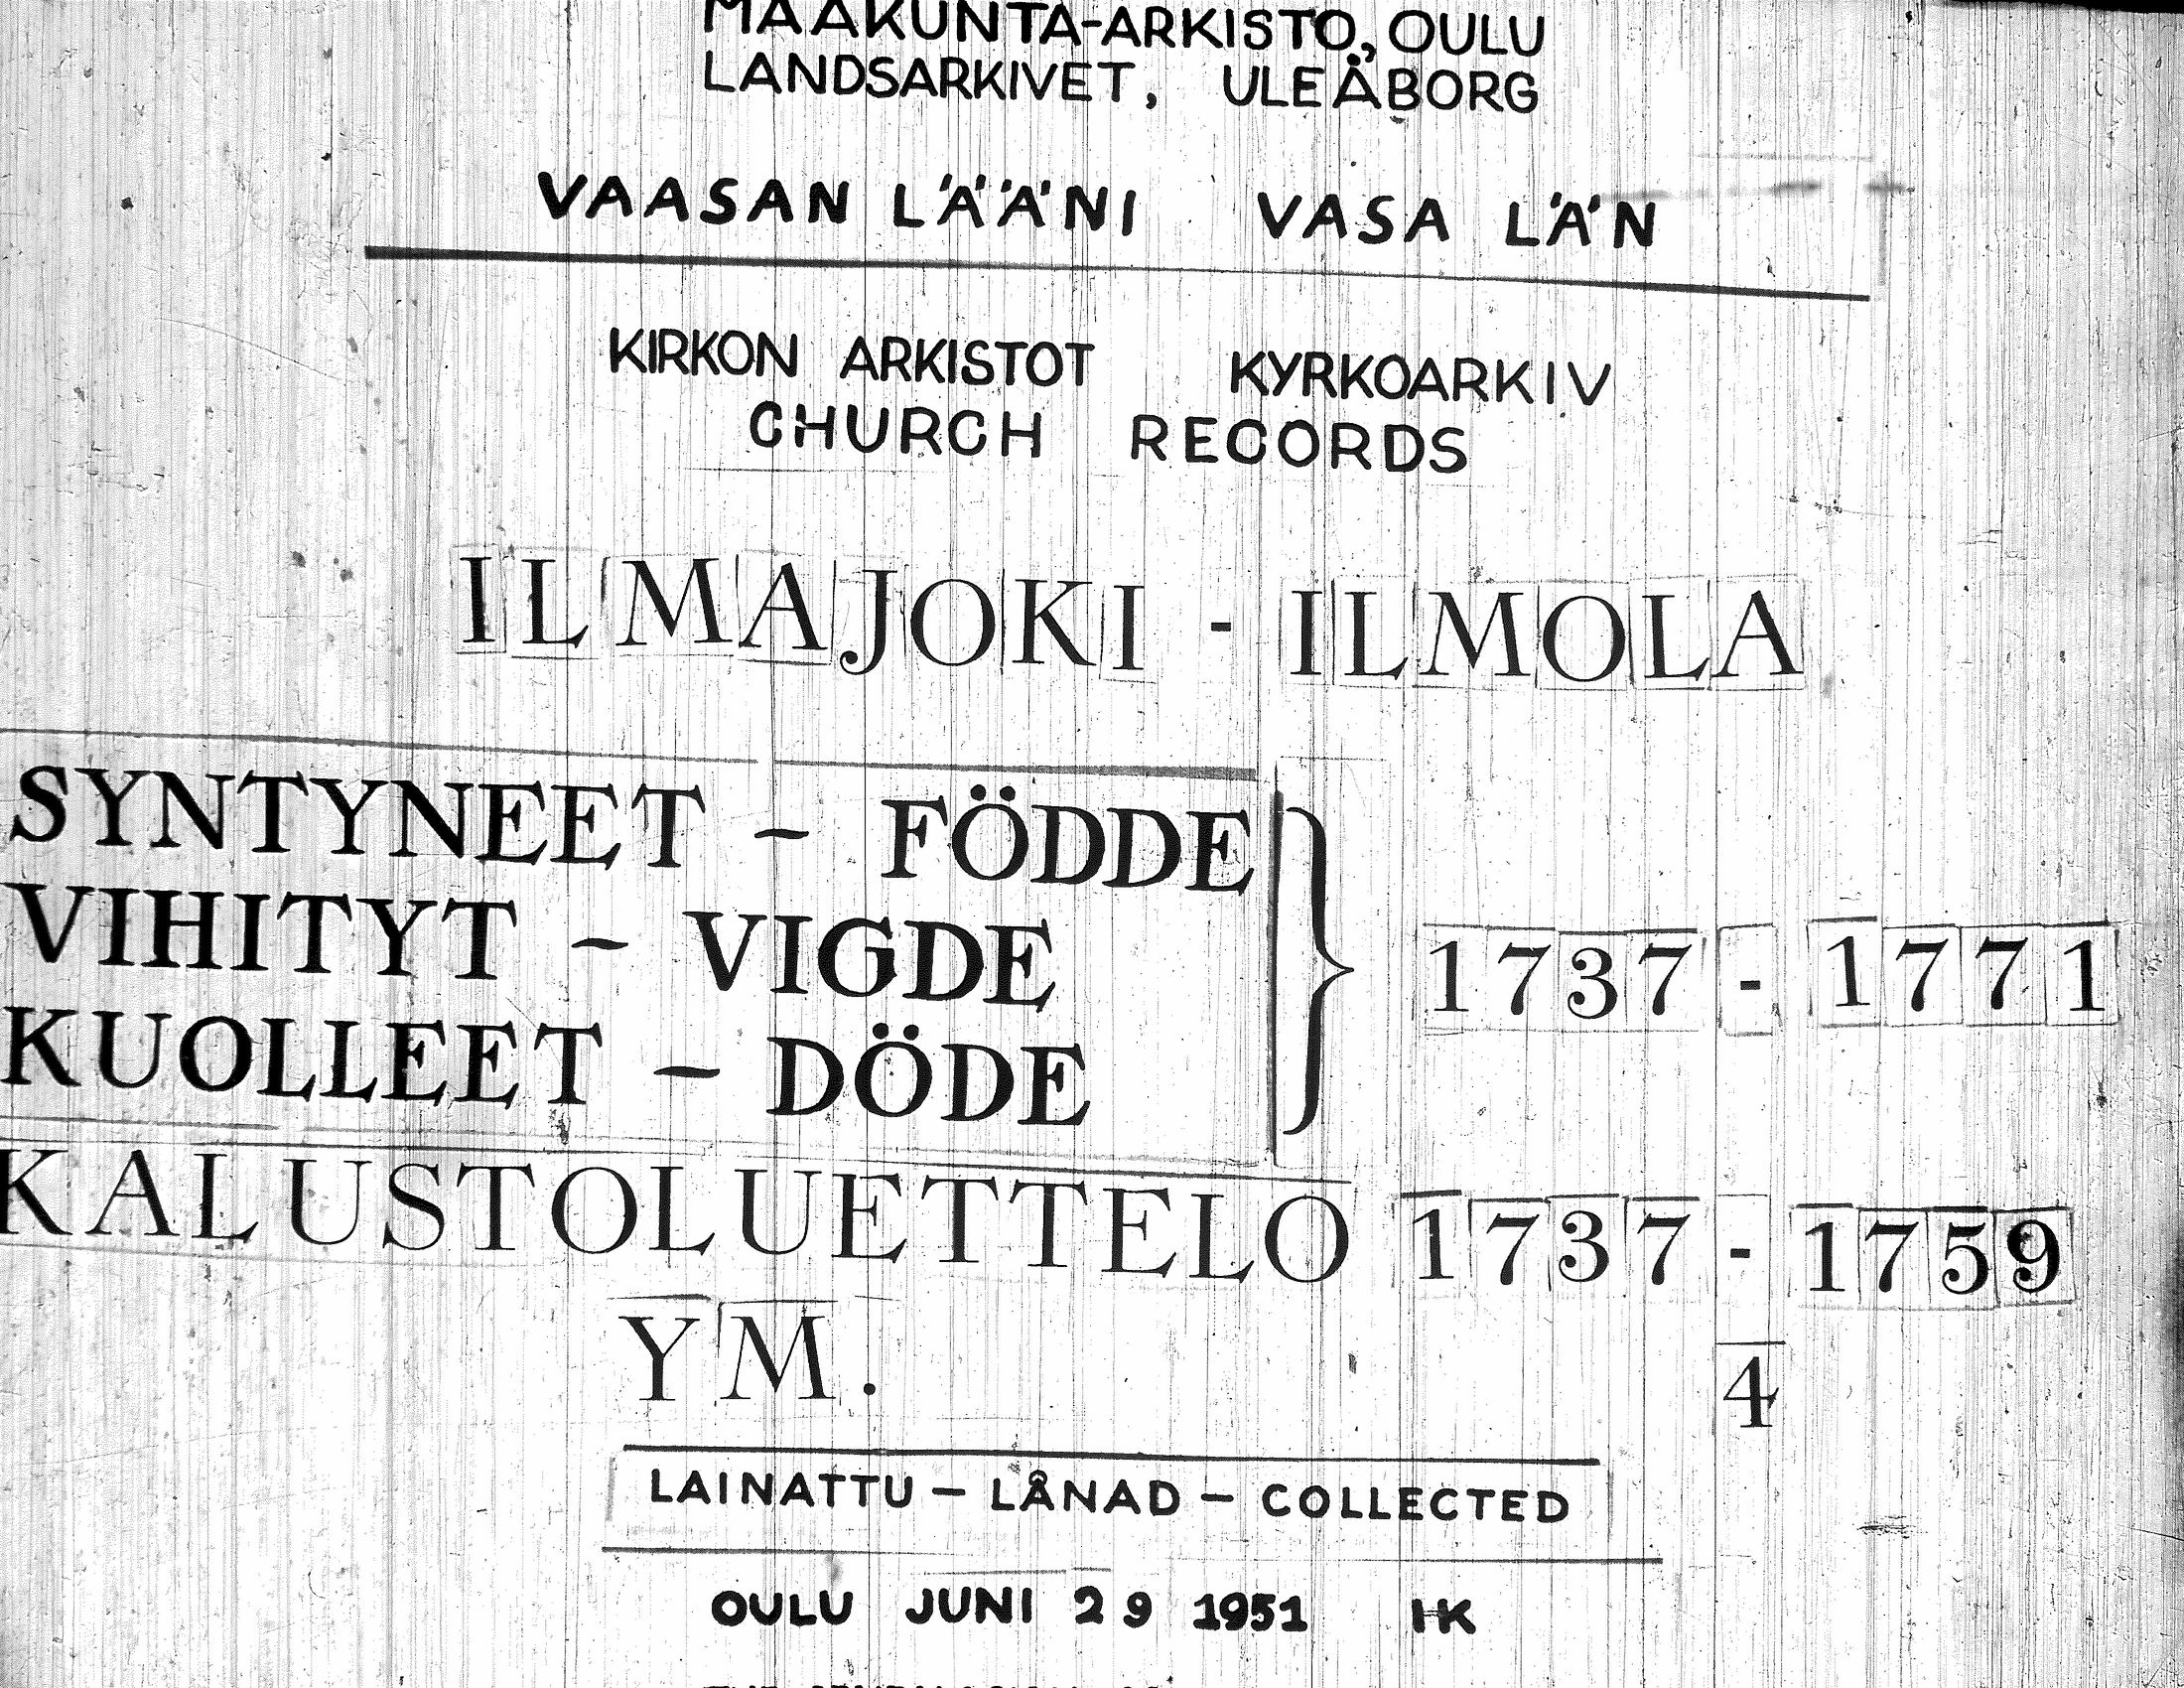 MAAKUNTA-ARKISTO, OULU
LANDSARKIVET, ULEÅBORG
VAASAN LÄÄNI VASA LÄN
KIRKON ARKISTOT KYRKOARKIV
CHURCH RECORDS
ILMAJOKI - ILMOLA
SYNTYNEET - FÖDDE
VIHITYT - VIGDE
KUOLLEET - DÖDE
} 1737 - 1771
KALUSTOLUETTELO 1737 - 1759
YM. 4
LAINATTU - LÅNAD - COLLECTED
OULU JUNI 29 1951 HK